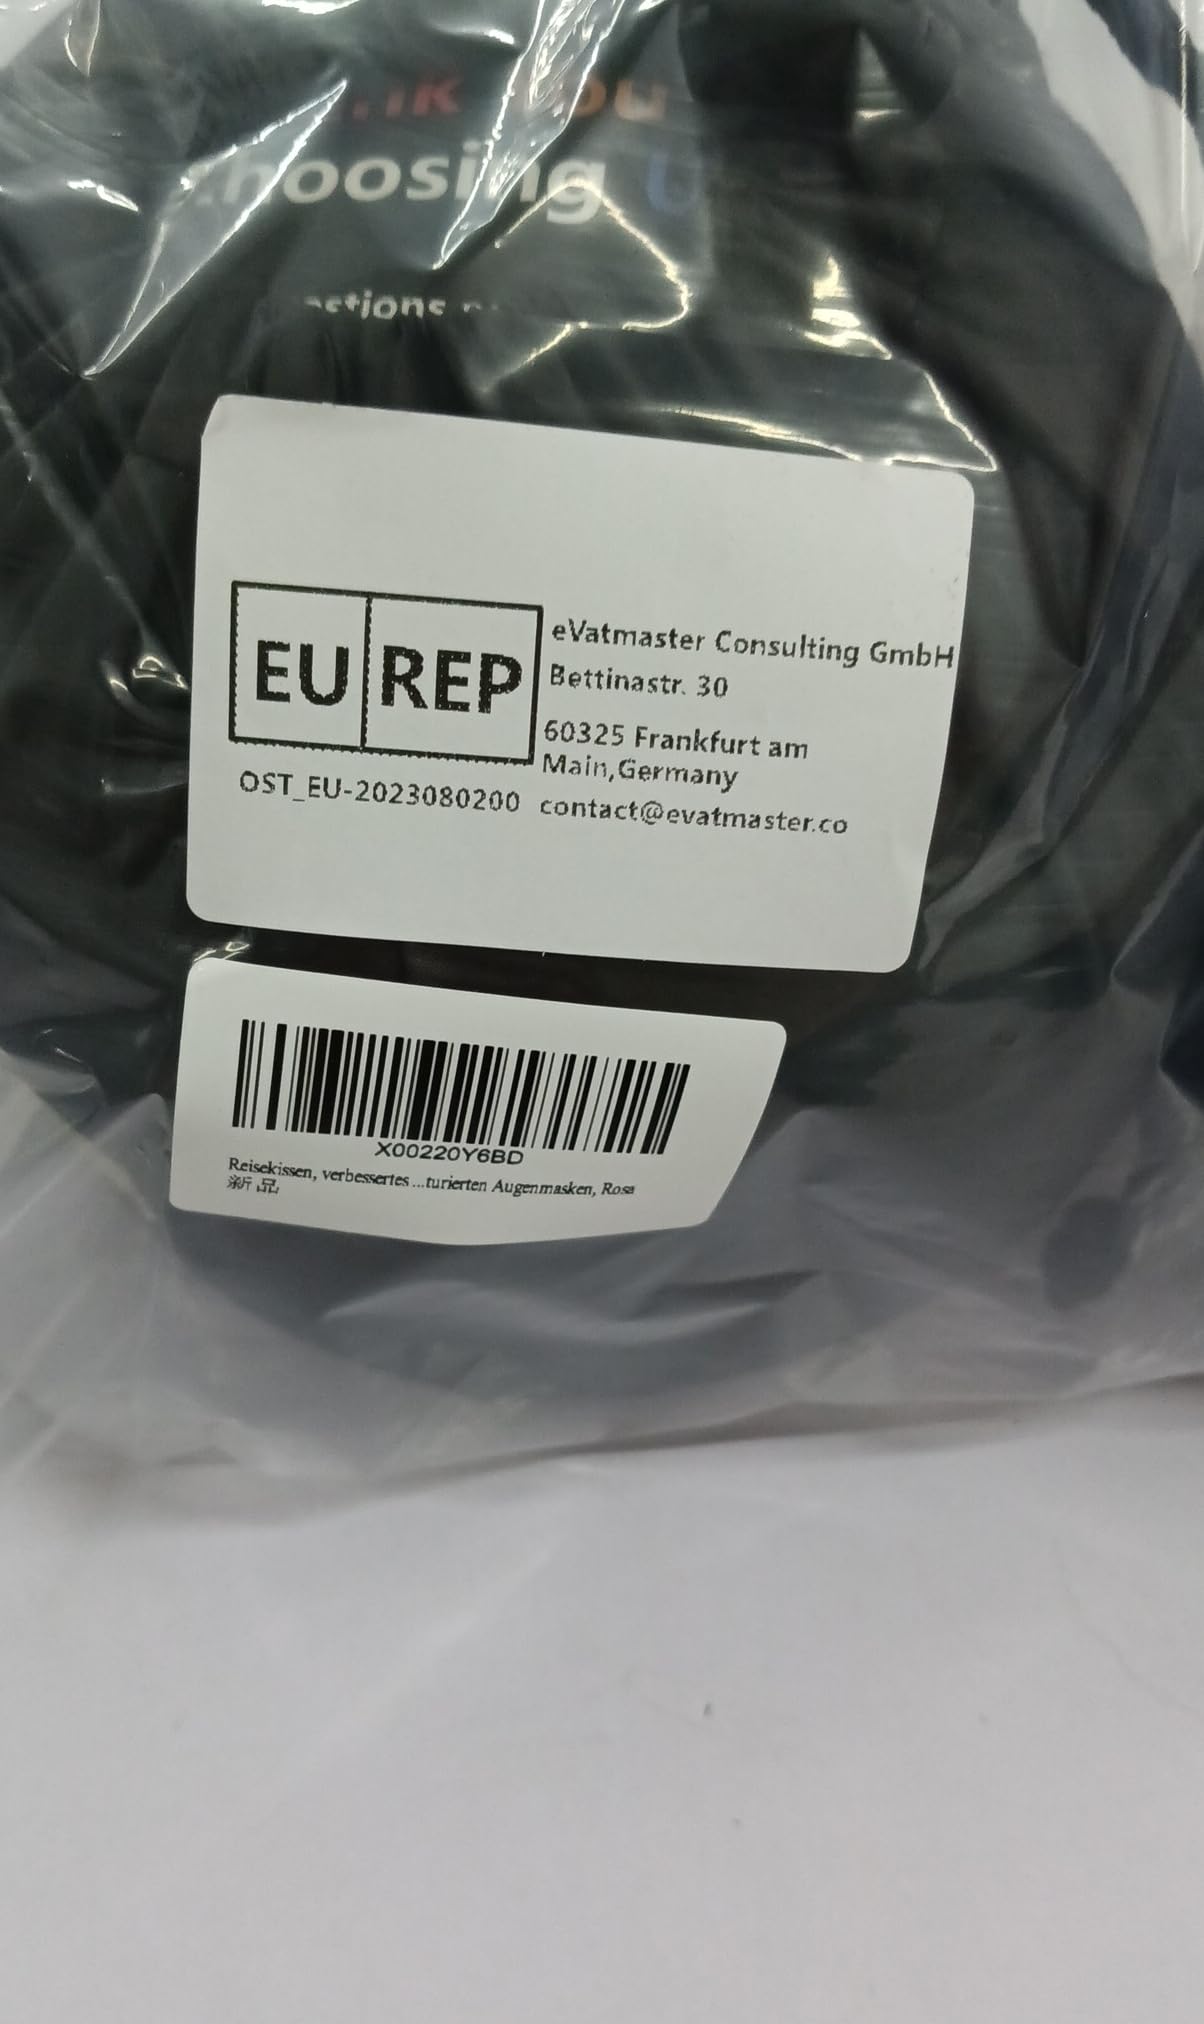 choosing
EU REP
eVatmaster Consulting GmbH
Bettinastr. 30
60325 Frankfurt am
Main,Germany
OST_EU-2023080200 contact@evatmaster.co
X00220Y6BD
Reisekissen, verbessertes ...turierten Augenmasken, Rosa
新品